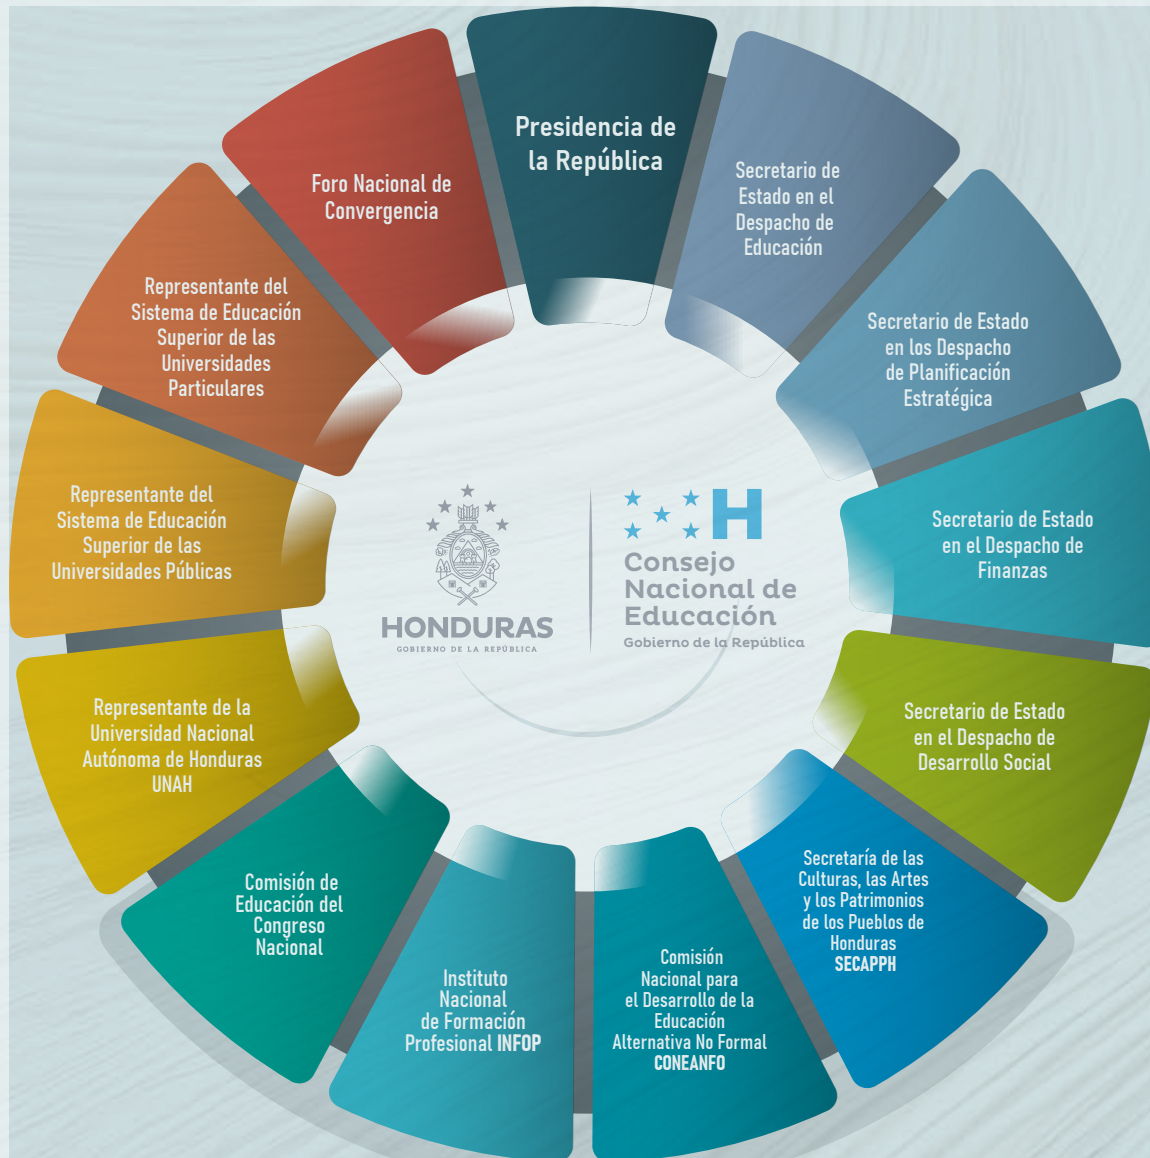 Presidencia de
la República
Secretario de
Estado en el
Despacho de
Educación
Secretario de Estado
en los Despacho
de Planificación
Estratégica
Secretario de Estado
en el Despacho de
Finanzas
Secretario de Estado
en el Despacho de
Desarrollo Social
Secretaría de las
Culturas, las Artes
y los Patrimonios
de los Pueblos de
Honduras
SECAPPH
Comisión
Nacional para
el Desarrollo de la
Educación
Alternativa No Formal
CONEANFO
Instituto
Nacional
de Formación
Profesional INFOP
Comisión de
Educación del
Congreso
Nacional
Representante de la
Universidad Nacional
Autónoma de Honduras
UNAH
Representante del
Sistema de Educación
Superior de las
Universidades Públicas
Representante del
Sistema de Educación
Superior de las
Universidades
Particulares
Foro Nacional de
Convergencia
HONDURAS
GOBIERNO DE LA REPÚBLICA
H
Consejo
Nacional de
Educación
Gobierno de la República